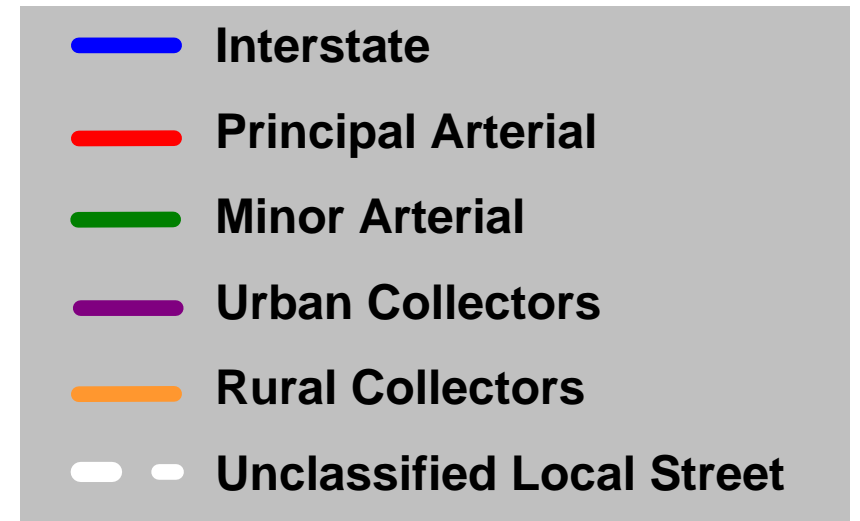 Interstate
Principal Arterial
Minor Arterial
Urban Collectors
Rural Collectors
Unclassified Local Street